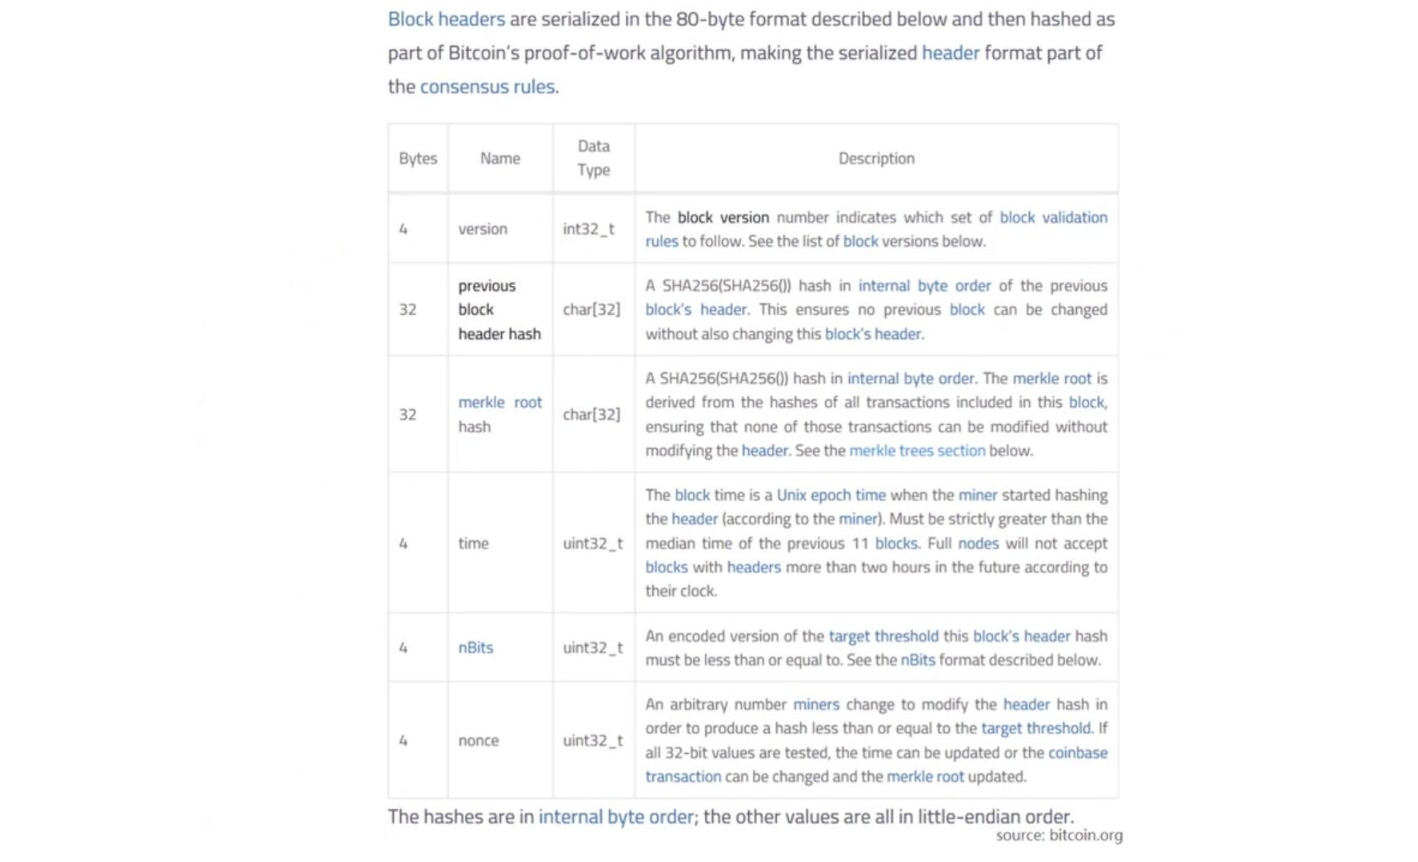 Block headers are serialized in the 80-byte format described below and then hashed as
part of Bitcoin's proof-of-work algorithm, making the serialized header format part of
the consensus rules.
Bytes Name Data Type Description
4 version int32_t The block version number indicates which set of block validation
rules to follow. See the list of block versions below.
32 previous block header hash char[32] A SHA256(SHA256()) hash in internal byte order of the previous
block's header. This ensures no previous block can be changed
without also changing this block's header.
32 merkle root hash char[32] A SHA256(SHA256()) hash in internal byte order. The merkle root is
derived from the hashes of all transactions included in this block,
ensuring that none of those transactions can be modified without
modifying the header. See the merkle trees section below.
4 time uint32_t The block time is a Unix epoch time when the miner started hashing
the header (according to the miner). Must be strictly greater than the
median time of the previous 11 blocks. Full nodes will not accept
blocks with headers more than two hours in the future according to
their clock.
4 nBits uint32_t An encoded version of the target threshold this block's header hash
must be less than or equal to. See the nBits format described below.
4 nonce uint32_t An arbitrary number miners change to modify the header hash in
order to produce a hash less than or equal to the target threshold. If
all 32-bit values are tested, the time can be updated or the coinbase
transaction can be changed and the merkle root updated.
The hashes are in internal byte order; the other values are all in little-endian order.
source: bitcoin.org